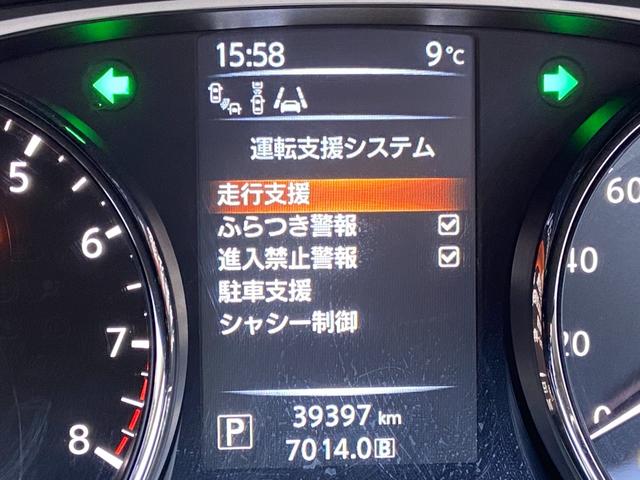 15:58 9℃
運転支援システム
走行支援
ふらつき警報
進入禁止警報
駐車支援
シャシー制御
P 39397 km
7014.0 B
5
6
7
8
60
40
20
0